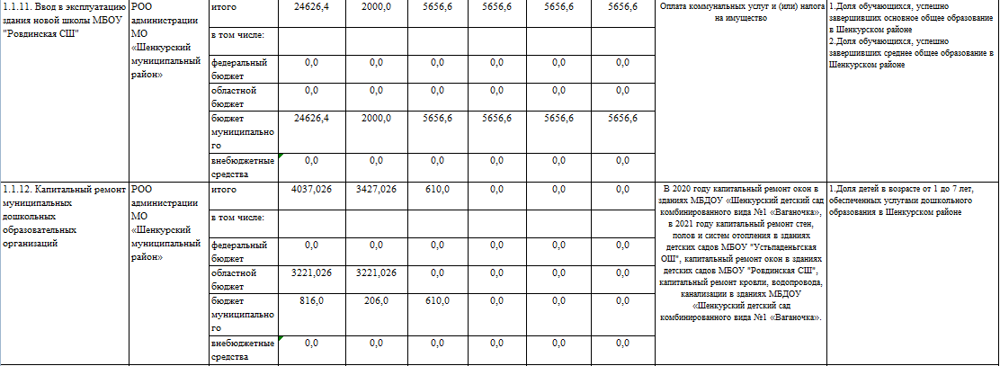 1.1.11. Ввод в эксплуатацию
здания новой школы МБОУ
"Ровдинская СШ"
РОО
администрации
МО
«Шенкурский
муниципальный
район»
итого 24626,4 2000,0 5656,6 5656,6 5656,6 5656,6
в том числе:
федеральный
бюджет
0,0 0,0 0,0 0,0 0,0 0,0
областной
бюджет
0,0 0,0 0,0 0,0 0,0 0,0
бюджет
муниципально
го
24626,4 2000,0 5656,6 5656,6 5656,6 5656,6
внебюджетные
средства
0,0 0,0 0,0 0,0 0,0 0,0
Оплата коммунальных услуг и (или) налога
на имущество
1.Доля обучающихся, успешно
завершивших основное общее образование
в Шенкурском районе
2.Доля обучающихся, успешно
завершивших среднее общее образование в
Шенкурском районе
1.1.12. Капитальный ремонт
муниципальных
дошкольных
образовательных
организаций
РОО
администрации
МО
«Шенкурский
муниципальный
район»
итого 4037,026 3427,026 610,0 0,0 0,0 0,0
в том числе:
федеральный
бюджет
0,0 0,0 0,0 0,0 0,0 0,0
областной
бюджет
3221,026 3221,026 0,0 0,0 0,0 0,0
бюджет
муниципально
го
816,0 206,0 610,0 0,0 0,0 0,0
внебюджетные
средства
0,0 0,0 0,0 0,0 0,0 0,0
В 2020 году капитальный ремонт окон в
зданиях МБДОУ «Шенкурский детский сад
комбинированного вида №1 «Ваганочка»,
в 2021 году капитальный ремонт стен,
полов и систем отопления в зданиях
детских садов МБОУ "Устьпаденьгская
ОШ", капитальный ремонт окон в зданиях
детских садов МБОУ "Ровдинская СШ",
капитальный ремонт кровли, водопровода,
канализации в зданиях МБДОУ
«Шенкурский детский сад
комбинированного вида №1 «Ваганочка».
1.Доля детей в возрасте от 1 до 7 лет,
обеспеченных услугами дошкольного
образования в Шенкурском районе